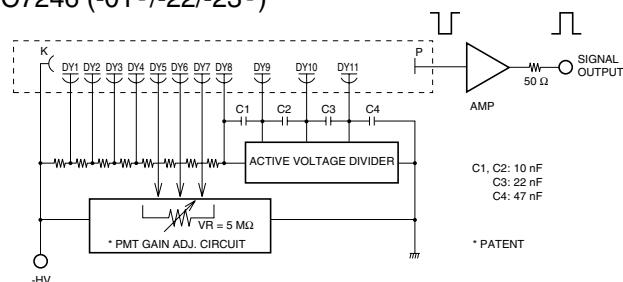 C7246 (-01 /-22/-23 )
K
DY1 DY2 DY3 DY4 DY5 DY6 DY7 DY8 DY9 DY10 DY11
P
SIGNAL
OUTPUT
50 Ω
AMP
C1 C2 C3 C4
ACTIVE VOLTAGE DIVIDER
C1, C2: 10 nF
C3: 22 nF
C4: 47 nF
VR = 5 MΩ
* PMT GAIN ADJ. CIRCUIT
* PATENT
-HV